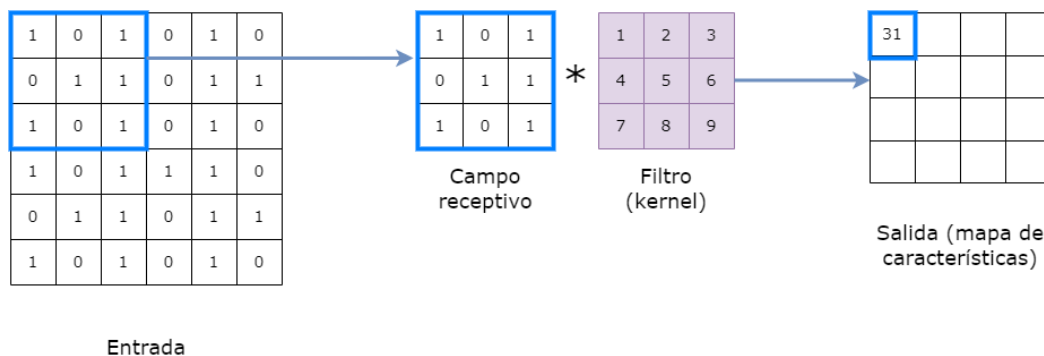 1 0 1 0 1 0
0 1 1 0 1 1
1 0 1 0 1 0
1 0 1 1 1 0
0 1 1 0 1 1
1 0 1 0 1 0
Entrada
1 0 1
0 1 1
1 0 1
Campo
receptivo
*
1 2 3
4 5 6
7 8 9
Filtro
(kernel)
31
Salida (mapa de
características)